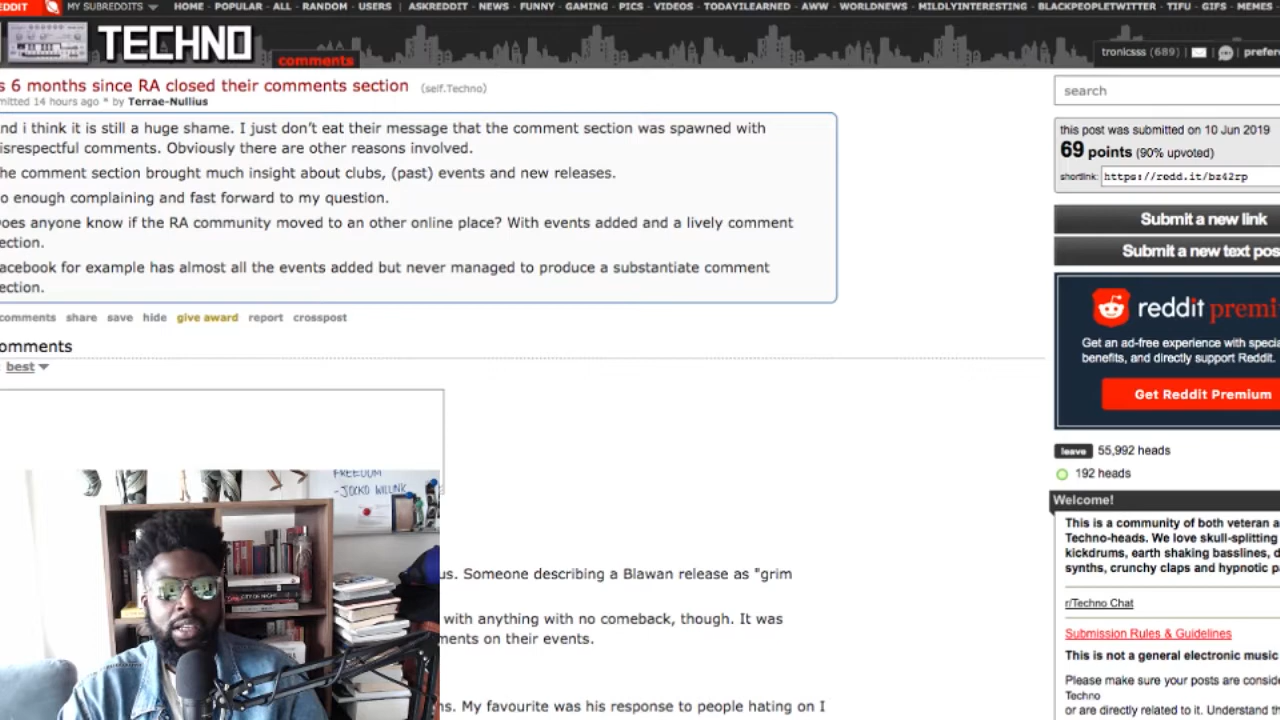 EDDIT MY SUBREDDITS HOME - POPULAR - ALL - RANDOM - USERS | ASKREDDIT - NEWS - FUNNY - GAMING - PICS - VIDEOS - TODAYILEARNED - AWW - WORLDNEWS - MILDLYINTERESTING - BLACKPEOPLETWITTER - TIFU - GIFS - MEMES
TECHNO comments
tronicsss (689) | prefere
s 6 months since RA closed their comments section (self.Techno)
mitted 14 hours ago * by Terrae-Nullius
nd i think it is still a huge shame. I just don't eat their message that the comment section was spawned with
isrespectful comments. Obviously there are other reasons involved.
he comment section brought much insight about clubs, (past) events and new releases.
o enough complaining and fast forward to my question.
oes anyone know if the RA community moved to an other online place? With events added and a lively comment
ection.
acebook for example has almost all the events added but never managed to produce a substantiate comment
ection.
comments share save hide give award report crosspost
omments
best
FREEDOM
-JOCKO WILLINK
CITY OF NIGHT
us. Someone describing a Blawan release as "grim
with anything with no comeback, though. It was
ments on their events.
ns. My favourite was his response to people hating on I
search
this post was submitted on 10 Jun 2019
69 points (90% upvoted)
shortlink: https://redd.it/bz42rp
Submit a new link
Submit a new text pos
reddit premi
Get an ad-free experience with specia
benefits, and directly support Reddit.
Get Reddit Premium
leave 55,992 heads
192 heads
Welcome!
This is a community of both veteran a
Techno-heads. We love skull-splitting
kickdrums, earth shaking basslines, d
synths, crunchy claps and hypnotic p
r/Techno Chat
Submission Rules & Guidelines
This is not a general electronic music
Please make sure your posts are conside
Techno
or are directly related to it. Understand th